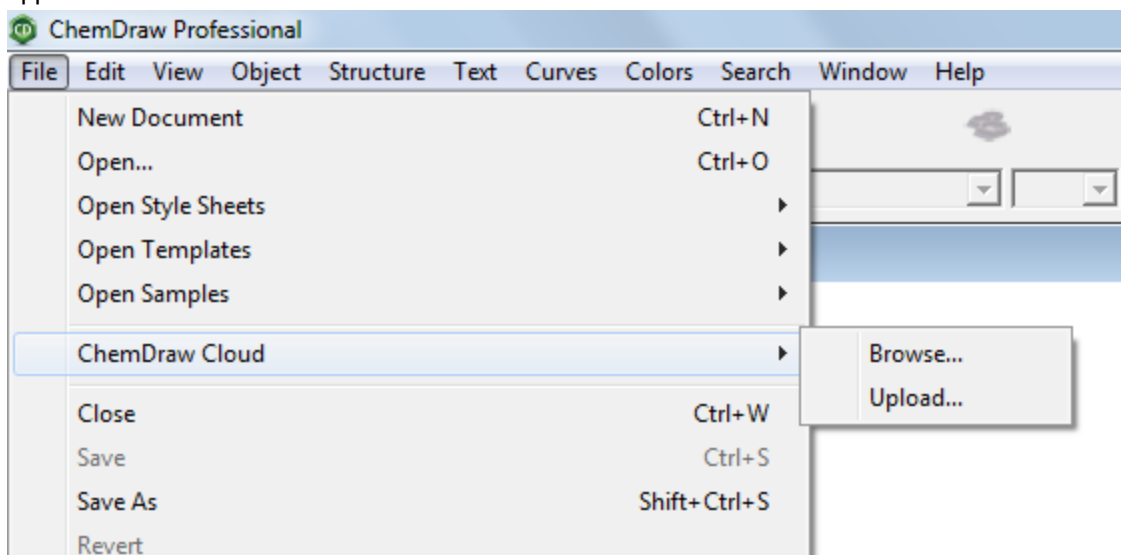 ChemDraw Professional
File Edit View Object Structure Text Curves Colors Search Window Help
New Document Ctrl+N
Open... Ctrl+O
Open Style Sheets
Open Templates
Open Samples
ChemDraw Cloud
Browse...
Upload...
Close Ctrl+W
Save Ctrl+S
Save As Shift+Ctrl+S
Revert